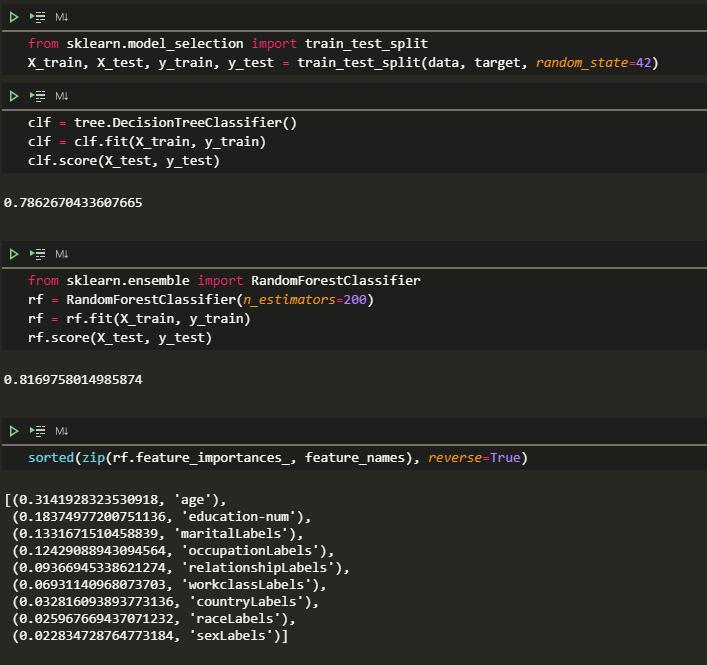 M↓
from sklearn.model_selection import train_test_split
X_train, X_test, y_train, y_test = train_test_split(data, target, random_state=42)
M↓
clf = tree.DecisionTreeClassifier()
clf = clf.fit(X_train, y_train)
clf.score(X_test, y_test)
0.7862670433607665
M↓
from sklearn.ensemble import RandomForestClassifier
rf = RandomForestClassifier(n_estimators=200)
rf = rf.fit(X_train, y_train)
rf.score(X_test, y_test)
0.8169758014985874
M↓
sorted(zip(rf.feature_importances_, feature_names), reverse=True)
[(0.3141928323530918, 'age'),
(0.18374977200751136, 'education-num'),
(0.1331671510458839, 'maritalLabels'),
(0.12429088943094564, 'occupationLabels'),
(0.09366945338621274, 'relationshipLabels'),
(0.06931140968073703, 'workclassLabels'),
(0.032816093893773136, 'countryLabels'),
(0.025967669437071232, 'raceLabels'),
(0.022834728764773184, 'sexLabels')]